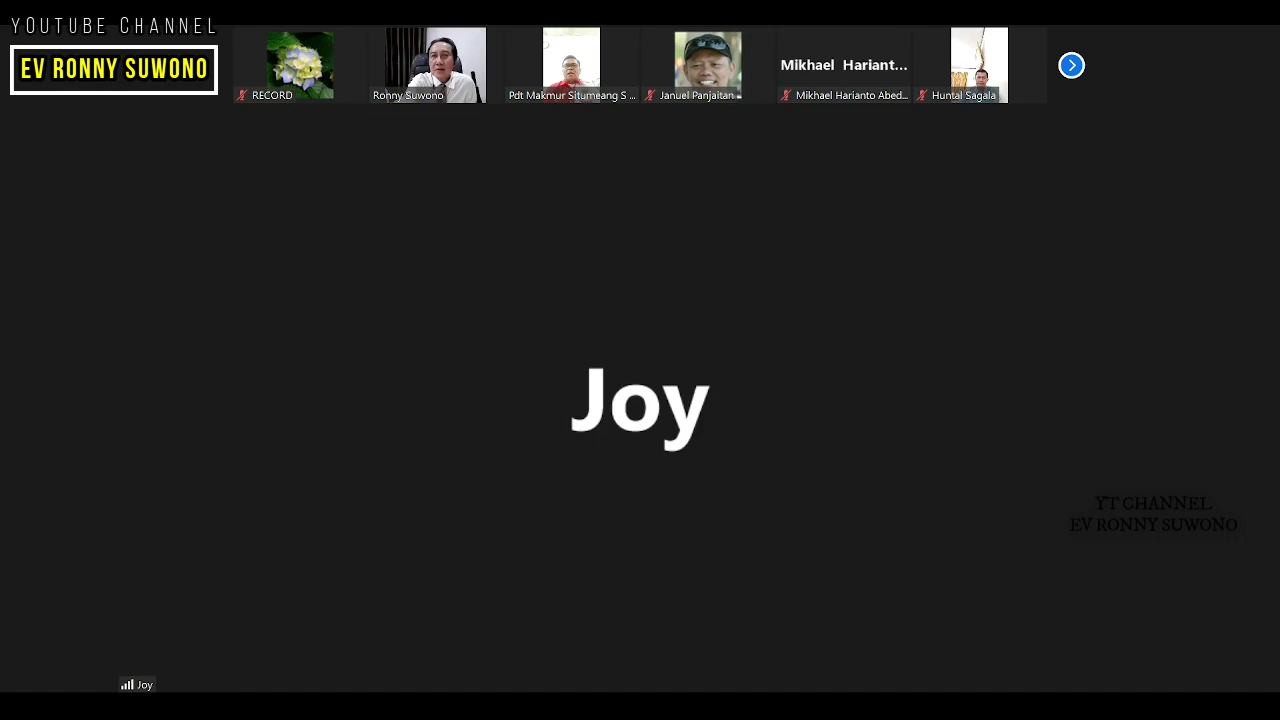 YOUTUBE CHANNEL
EV RONNY SUWONO
RECORD
Ronny Suwono
Pdt Makmur Situmeang S ...
Januel Panjaitan
Mikhael Hariant...
Mikhael Harianto Abed...
Huntal Sagala
Joy
YT CHANNEL
EV RONNY SUWONO
Joy